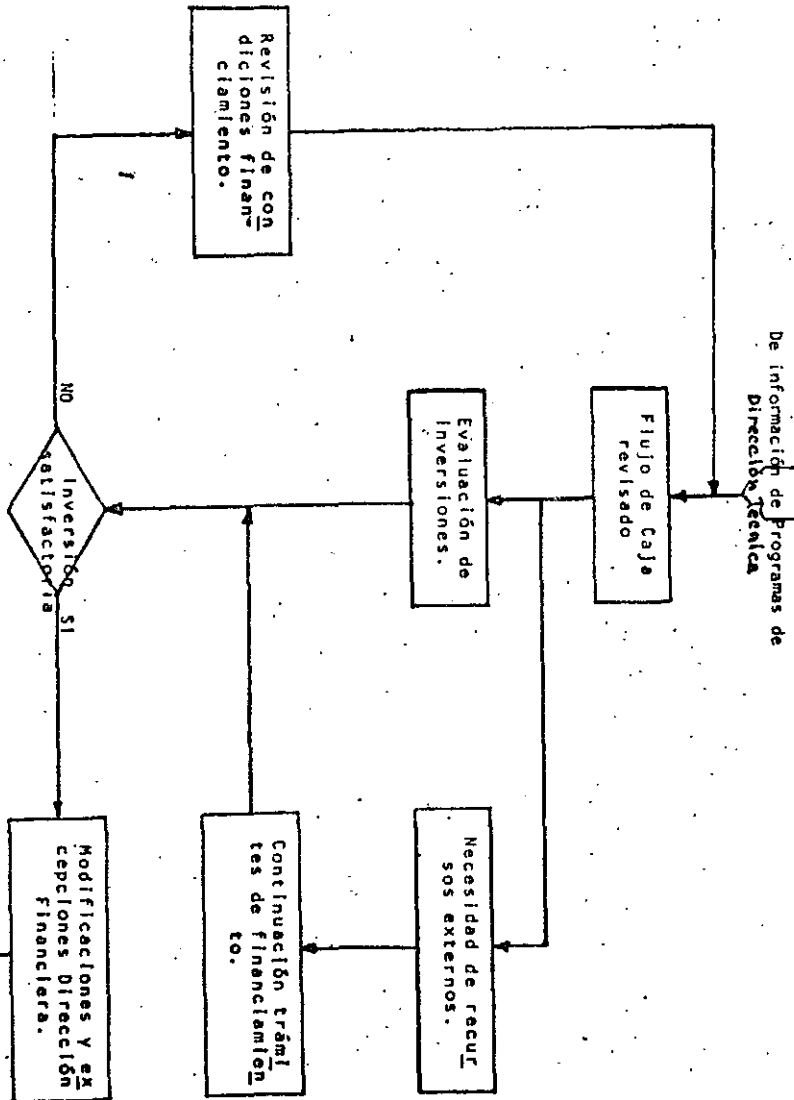 De información de Programas de
Dirección Técnica
Flujo de Caja
revisado
Evaluación de
Inversiones.
Necesidad de recur
sos externos.
Continuación trámi
tes de financiamien
to.
Revisión de con
diciones finan-
ciamiento.
NO
Inversión
satisfactoria
SI
Modificaciones y ex
cepciones Dirección
Financiera.